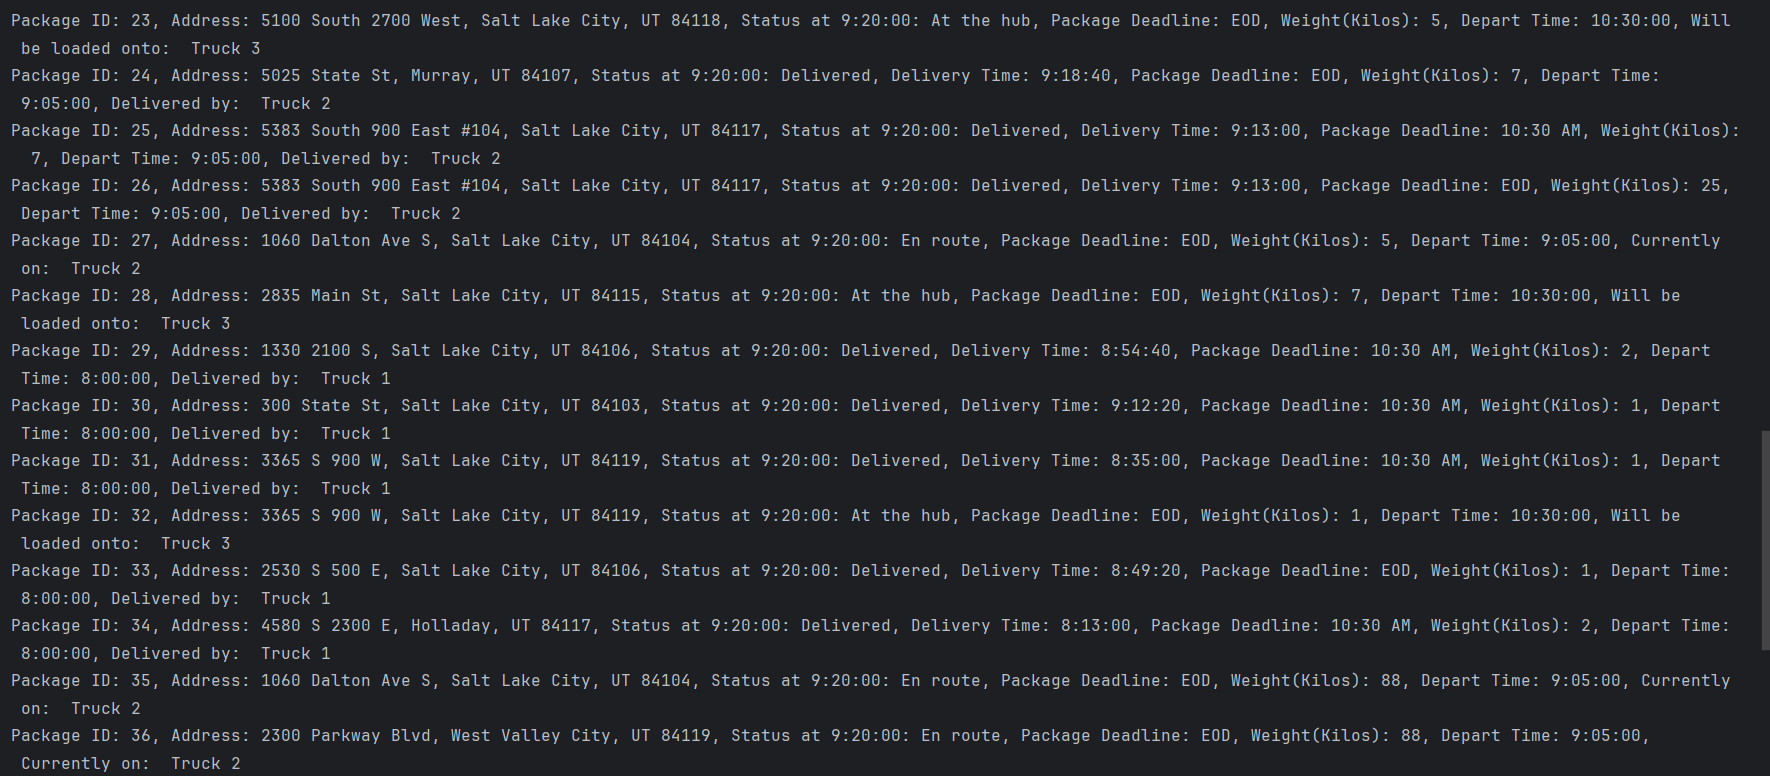 Package ID: 23, Address: 5100 South 2700 West, Salt Lake City, UT 84118, Status at 9:20:00: At the hub, Package Deadline: EOD, Weight(Kilos): 5, Depart Time: 10:30:00, Will
be loaded onto:  Truck 3
Package ID: 24, Address: 5025 State St, Murray, UT 84107, Status at 9:20:00: Delivered, Delivery Time: 9:18:40, Package Deadline: EOD, Weight(Kilos): 7, Depart Time:
9:05:00, Delivered by:  Truck 2
Package ID: 25, Address: 5383 South 900 East #104, Salt Lake City, UT 84117, Status at 9:20:00: Delivered, Delivery Time: 9:13:00, Package Deadline: 10:30 AM, Weight(Kilos):
7, Depart Time: 9:05:00, Delivered by:  Truck 2
Package ID: 26, Address: 5383 South 900 East #104, Salt Lake City, UT 84117, Status at 9:20:00: Delivered, Delivery Time: 9:13:00, Package Deadline: EOD, Weight(Kilos): 25,
Depart Time: 9:05:00, Delivered by:  Truck 2
Package ID: 27, Address: 1060 Dalton Ave S, Salt Lake City, UT 84104, Status at 9:20:00: En route, Package Deadline: EOD, Weight(Kilos): 5, Depart Time: 9:05:00, Currently
on:  Truck 2
Package ID: 28, Address: 2835 Main St, Salt Lake City, UT 84115, Status at 9:20:00: At the hub, Package Deadline: EOD, Weight(Kilos): 7, Depart Time: 10:30:00, Will be
loaded onto:  Truck 3
Package ID: 29, Address: 1330 2100 S, Salt Lake City, UT 84106, Status at 9:20:00: Delivered, Delivery Time: 8:54:40, Package Deadline: 10:30 AM, Weight(Kilos): 2, Depart
Time: 8:00:00, Delivered by:  Truck 1
Package ID: 30, Address: 300 State St, Salt Lake City, UT 84103, Status at 9:20:00: Delivered, Delivery Time: 9:12:20, Package Deadline: 10:30 AM, Weight(Kilos): 1, Depart
Time: 8:00:00, Delivered by:  Truck 1
Package ID: 31, Address: 3365 S 900 W, Salt Lake City, UT 84119, Status at 9:20:00: Delivered, Delivery Time: 8:35:00, Package Deadline: 10:30 AM, Weight(Kilos): 1, Depart
Time: 8:00:00, Delivered by:  Truck 1
Package ID: 32, Address: 3365 S 900 W, Salt Lake City, UT 84119, Status at 9:20:00: At the hub, Package Deadline: EOD, Weight(Kilos): 1, Depart Time: 10:30:00, Will be
loaded onto:  Truck 3
Package ID: 33, Address: 2530 S 500 E, Salt Lake City, UT 84106, Status at 9:20:00: Delivered, Delivery Time: 8:49:20, Package Deadline: EOD, Weight(Kilos): 1, Depart Time:
8:00:00, Delivered by:  Truck 1
Package ID: 34, Address: 4580 S 2300 E, Holladay, UT 84117, Status at 9:20:00: Delivered, Delivery Time: 8:13:00, Package Deadline: 10:30 AM, Weight(Kilos): 2, Depart Time:
8:00:00, Delivered by:  Truck 1
Package ID: 35, Address: 1060 Dalton Ave S, Salt Lake City, UT 84104, Status at 9:20:00: En route, Package Deadline: EOD, Weight(Kilos): 88, Depart Time: 9:05:00, Currently
on:  Truck 2
Package ID: 36, Address: 2300 Parkway Blvd, West Valley City, UT 84119, Status at 9:20:00: En route, Package Deadline: EOD, Weight(Kilos): 88, Depart Time: 9:05:00,
Currently on:  Truck 2